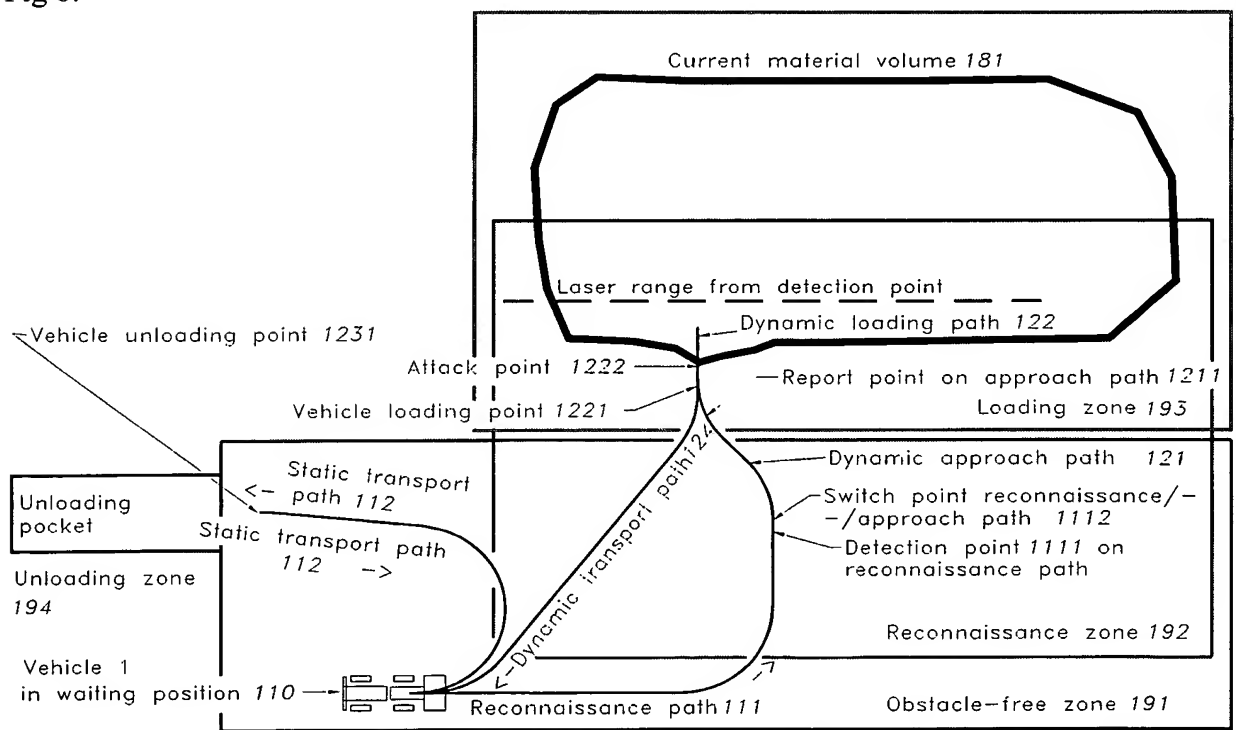 Fig 6.
Current material volume 181
Laser range from detection point
Dynamic loading path 122
Vehicle unloading point 1231
Attack point 1222
Report point on approach path 1211
Vehicle loading point 1221
Loading zone 193
Static transport
path 112
<-
Dynamic approach path 121
Unloading
pocket
Static transport path
112 ->
Dynamic transport path 124
Switch point reconnaissance/-
-/approach path 1112
Detection point 1111 on
reconnaissance path
Unloading zone
194
Reconnaissance zone 192
Vehicle 1
in waiting position 110
Reconnaissance path 111
Obstacle-free zone 191